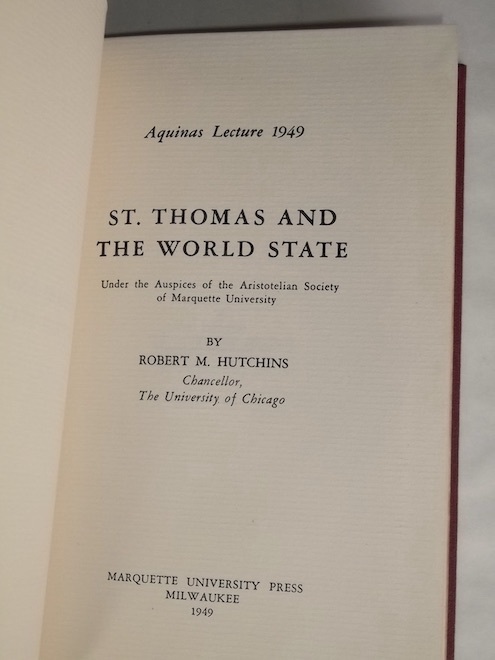 Aquinas Lecture 1949
ST. THOMAS AND
THE WORLD STATE
Under the Auspices of the Aristotelian Society
of Marquette University
BY
ROBERT M. HUTCHINS
Chancellor,
The University of Chicago
MARQUETTE UNIVERSITY PRESS
MILWAUKEE
1949